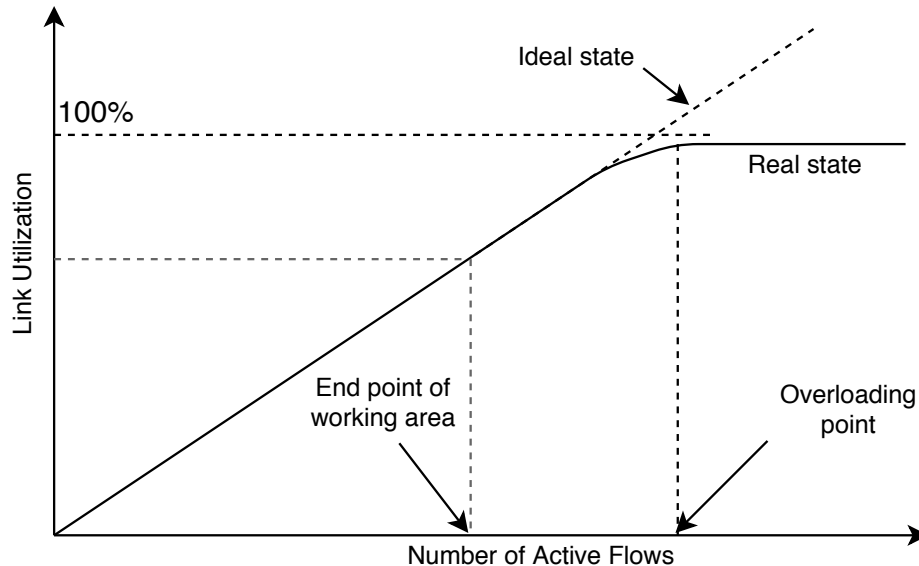 Ideal state
100%
Real state
Link Utilization
End point of
working area
Overloading
point
Number of Active Flows